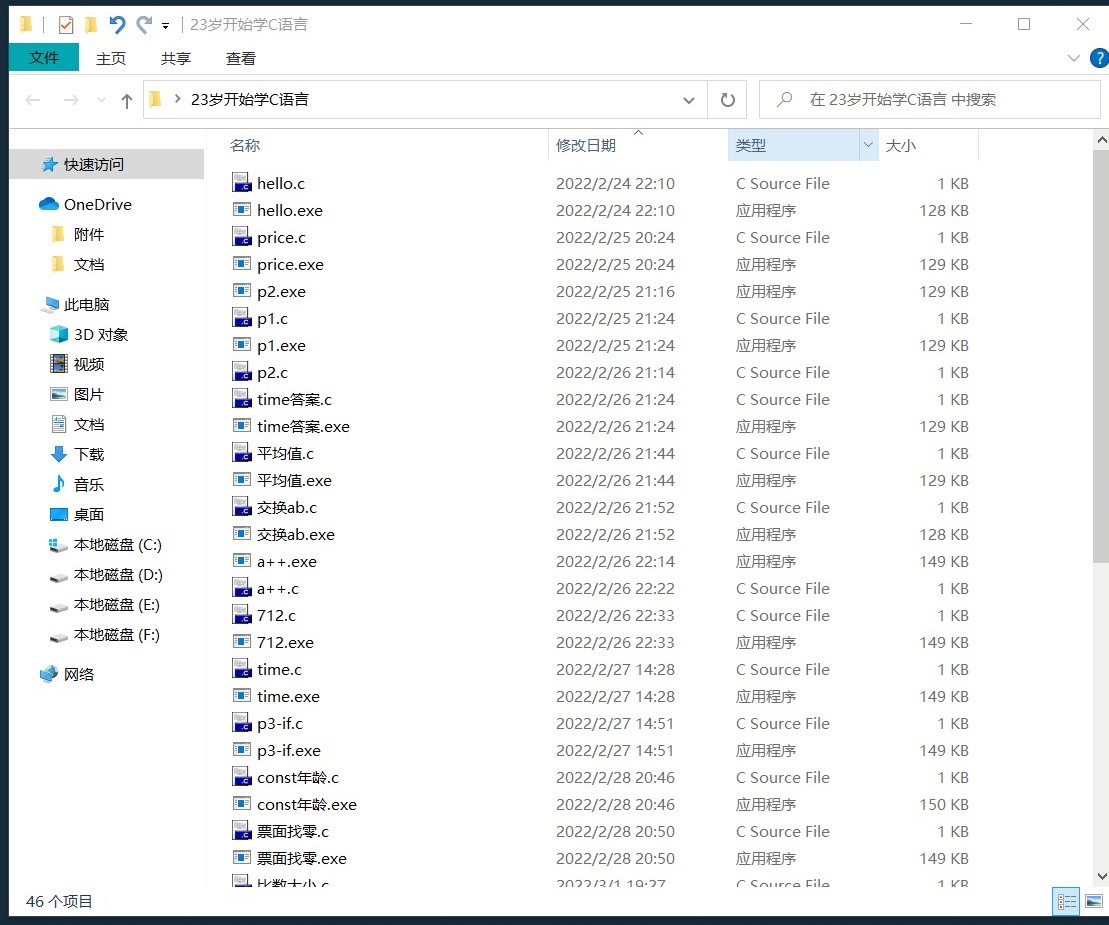 23岁开始学C语言
文件 主页 共享 查看
23岁开始学C语言 在 23岁开始学C语言 中搜索
名称 修改日期 类型 大小
快速访问
OneDrive
附件
文档
此电脑
3D 对象
视频
图片
文档
下载
音乐
桌面
本地磁盘 (C:)
本地磁盘 (D:)
本地磁盘 (E:)
本地磁盘 (F:)
网络
hello.c 2022/2/24 22:10 C Source File 1 KB
hello.exe 2022/2/24 22:10 应用程序 128 KB
price.c 2022/2/25 20:24 C Source File 1 KB
price.exe 2022/2/25 20:24 应用程序 129 KB
p2.exe 2022/2/25 21:16 应用程序 129 KB
p1.c 2022/2/25 21:24 C Source File 1 KB
p1.exe 2022/2/25 21:24 应用程序 129 KB
p2.c 2022/2/26 21:14 C Source File 1 KB
time答案.c 2022/2/26 21:24 C Source File 1 KB
time答案.exe 2022/2/26 21:24 应用程序 129 KB
平均值.c 2022/2/26 21:44 C Source File 1 KB
平均值.exe 2022/2/26 21:44 应用程序 129 KB
交换ab.c 2022/2/26 21:52 C Source File 1 KB
交换ab.exe 2022/2/26 21:52 应用程序 128 KB
a++.exe 2022/2/26 22:14 应用程序 149 KB
a++.c 2022/2/26 22:22 C Source File 1 KB
712.c 2022/2/26 22:33 C Source File 1 KB
712.exe 2022/2/26 22:33 应用程序 149 KB
time.c 2022/2/27 14:28 C Source File 1 KB
time.exe 2022/2/27 14:28 应用程序 149 KB
p3-if.c 2022/2/27 14:51 C Source File 1 KB
p3-if.exe 2022/2/27 14:51 应用程序 149 KB
const年龄.c 2022/2/28 20:46 C Source File 1 KB
const年龄.exe 2022/2/28 20:46 应用程序 150 KB
票面找零.c 2022/2/28 20:50 C Source File 1 KB
票面找零.exe 2022/2/28 20:50 应用程序 149 KB
比数大小.c 2022/3/1 19:27 C Source File 1 KB
46 个项目